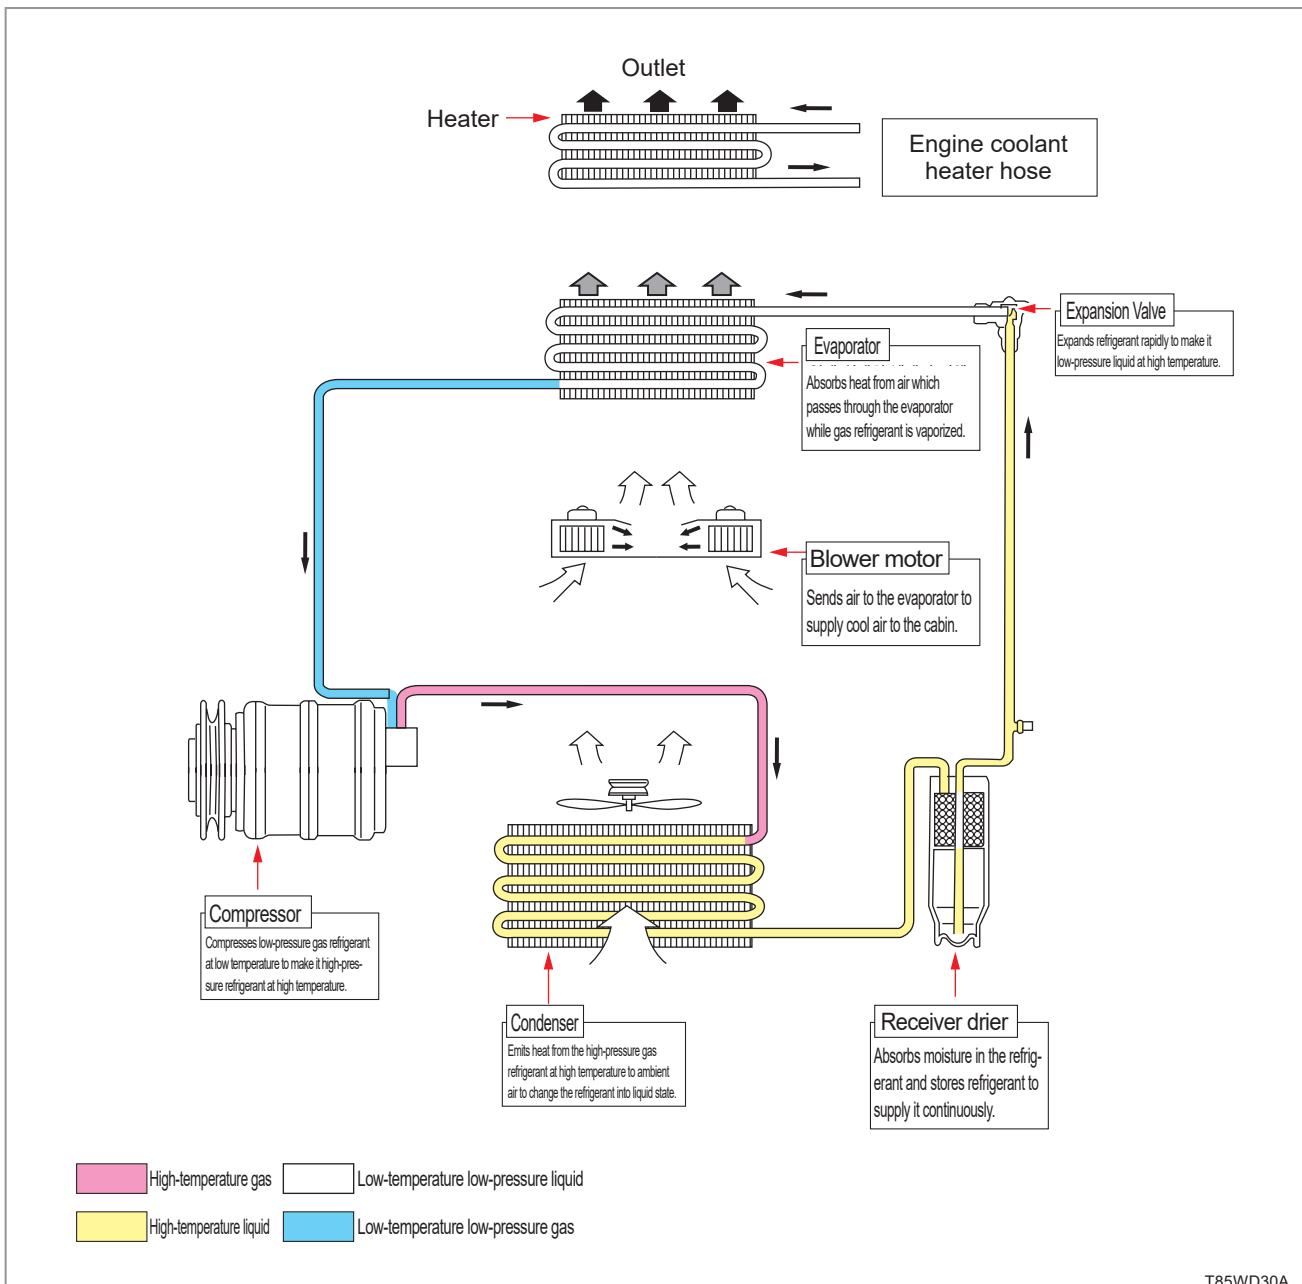 Outlet
Heater
Engine coolant
heater hose
Expansion Valve
Expands refrigerant rapidly to make it
low-pressure liquid at high temperature.
Evaporator
Absorbs heat from air which
passes through the evaporator
while gas refrigerant is vaporized.
Blower motor
Sends air to the evaporator to
supply cool air to the cabin.
Compressor
Compresses low-pressure gas refrigerant
at low temperature to make it high-pres-
sure refrigerant at high temperature.
Condenser
Emits heat from the high-pressure gas
refrigerant at high temperature to ambient
air to change the refrigerant into liquid state.
Receiver drier
Absorbs moisture in the refrig-
erant and stores refrigerant to
supply it continuously.
High-temperature gas
Low-temperature low-pressure liquid
High-temperature liquid
Low-temperature low-pressure gas
T85WD30A